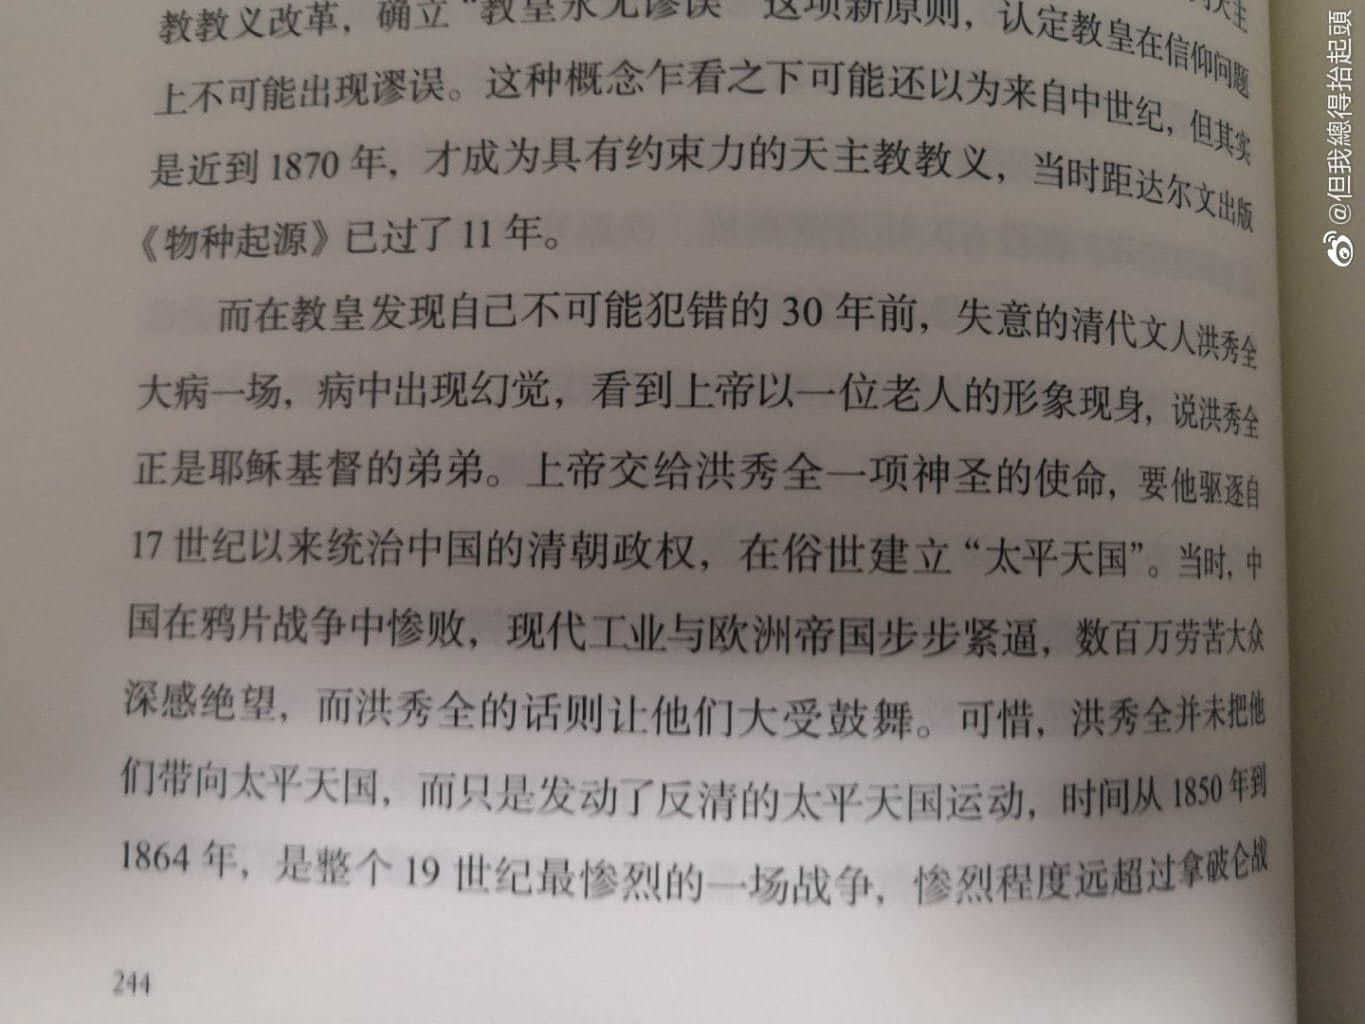 教教义改革，确立“教皇永无谬误”这项新原则，认定教皇在信仰问题
上不可能出现谬误。这种概念乍看之下可能还以为来自中世纪，但其实
是近到 1870 年，才成为具有约束力的天主教教义，当时距达尔文出版
《物种起源》已过了 11 年。
而在教皇发现自己不可能犯错的 30 年前，失意的清代文人洪秀全
大病一场，病中出现幻觉，看到上帝以一位老人的形象现身，说洪秀全
正是耶稣基督的弟弟。上帝交给洪秀全一项神圣的使命，要他驱逐自
17 世纪以来统治中国的清朝政权，在俗世建立“太平天国”。当时，中
国在鸦片战争中惨败，现代工业与欧洲帝国步步紧逼，数百万劳苦大众
深感绝望，而洪秀全的话则让他们大受鼓舞。可惜，洪秀全并未把他
们带向太平天国，而只是发动了反清的太平天国运动，时间从 1850 年到
1864 年，是整个 19 世纪最惨烈的一场战争，惨烈程度远超过拿破仑战
244
@但我總得抬起頭